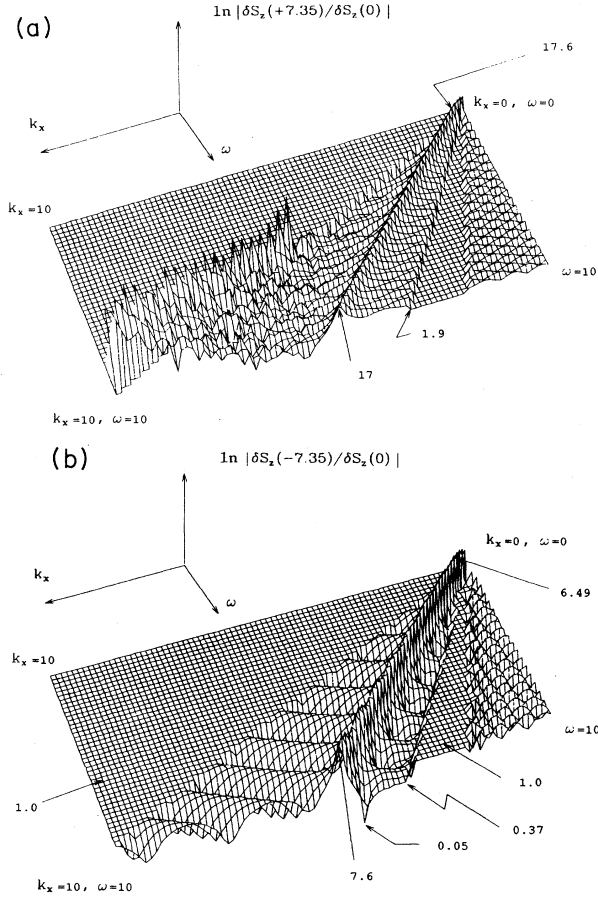 (a)
ln |δS_z(+7.35)/δS_z(0)|
17.6
k_x=0, ω=0
k_x
ω
k_x=10
ω=10
1.9
17
k_x=10, ω=10
(b)
ln |δS_z(−7.35)/δS_z(0)|
k_x=0, ω=0
k_x
ω
6.49
k_x=10
ω=10
1.0
1.0
0.37
0.05
7.6
k_x=10, ω=10